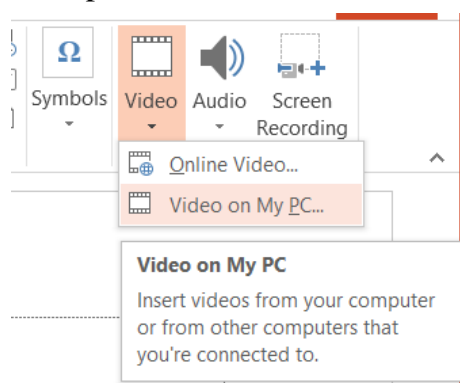 Ω
Symbols Video Audio Screen
Recording
Online Video...
Video on My PC...
Video on My PC
Insert videos from your computer
or from other computers that
you're connected to.